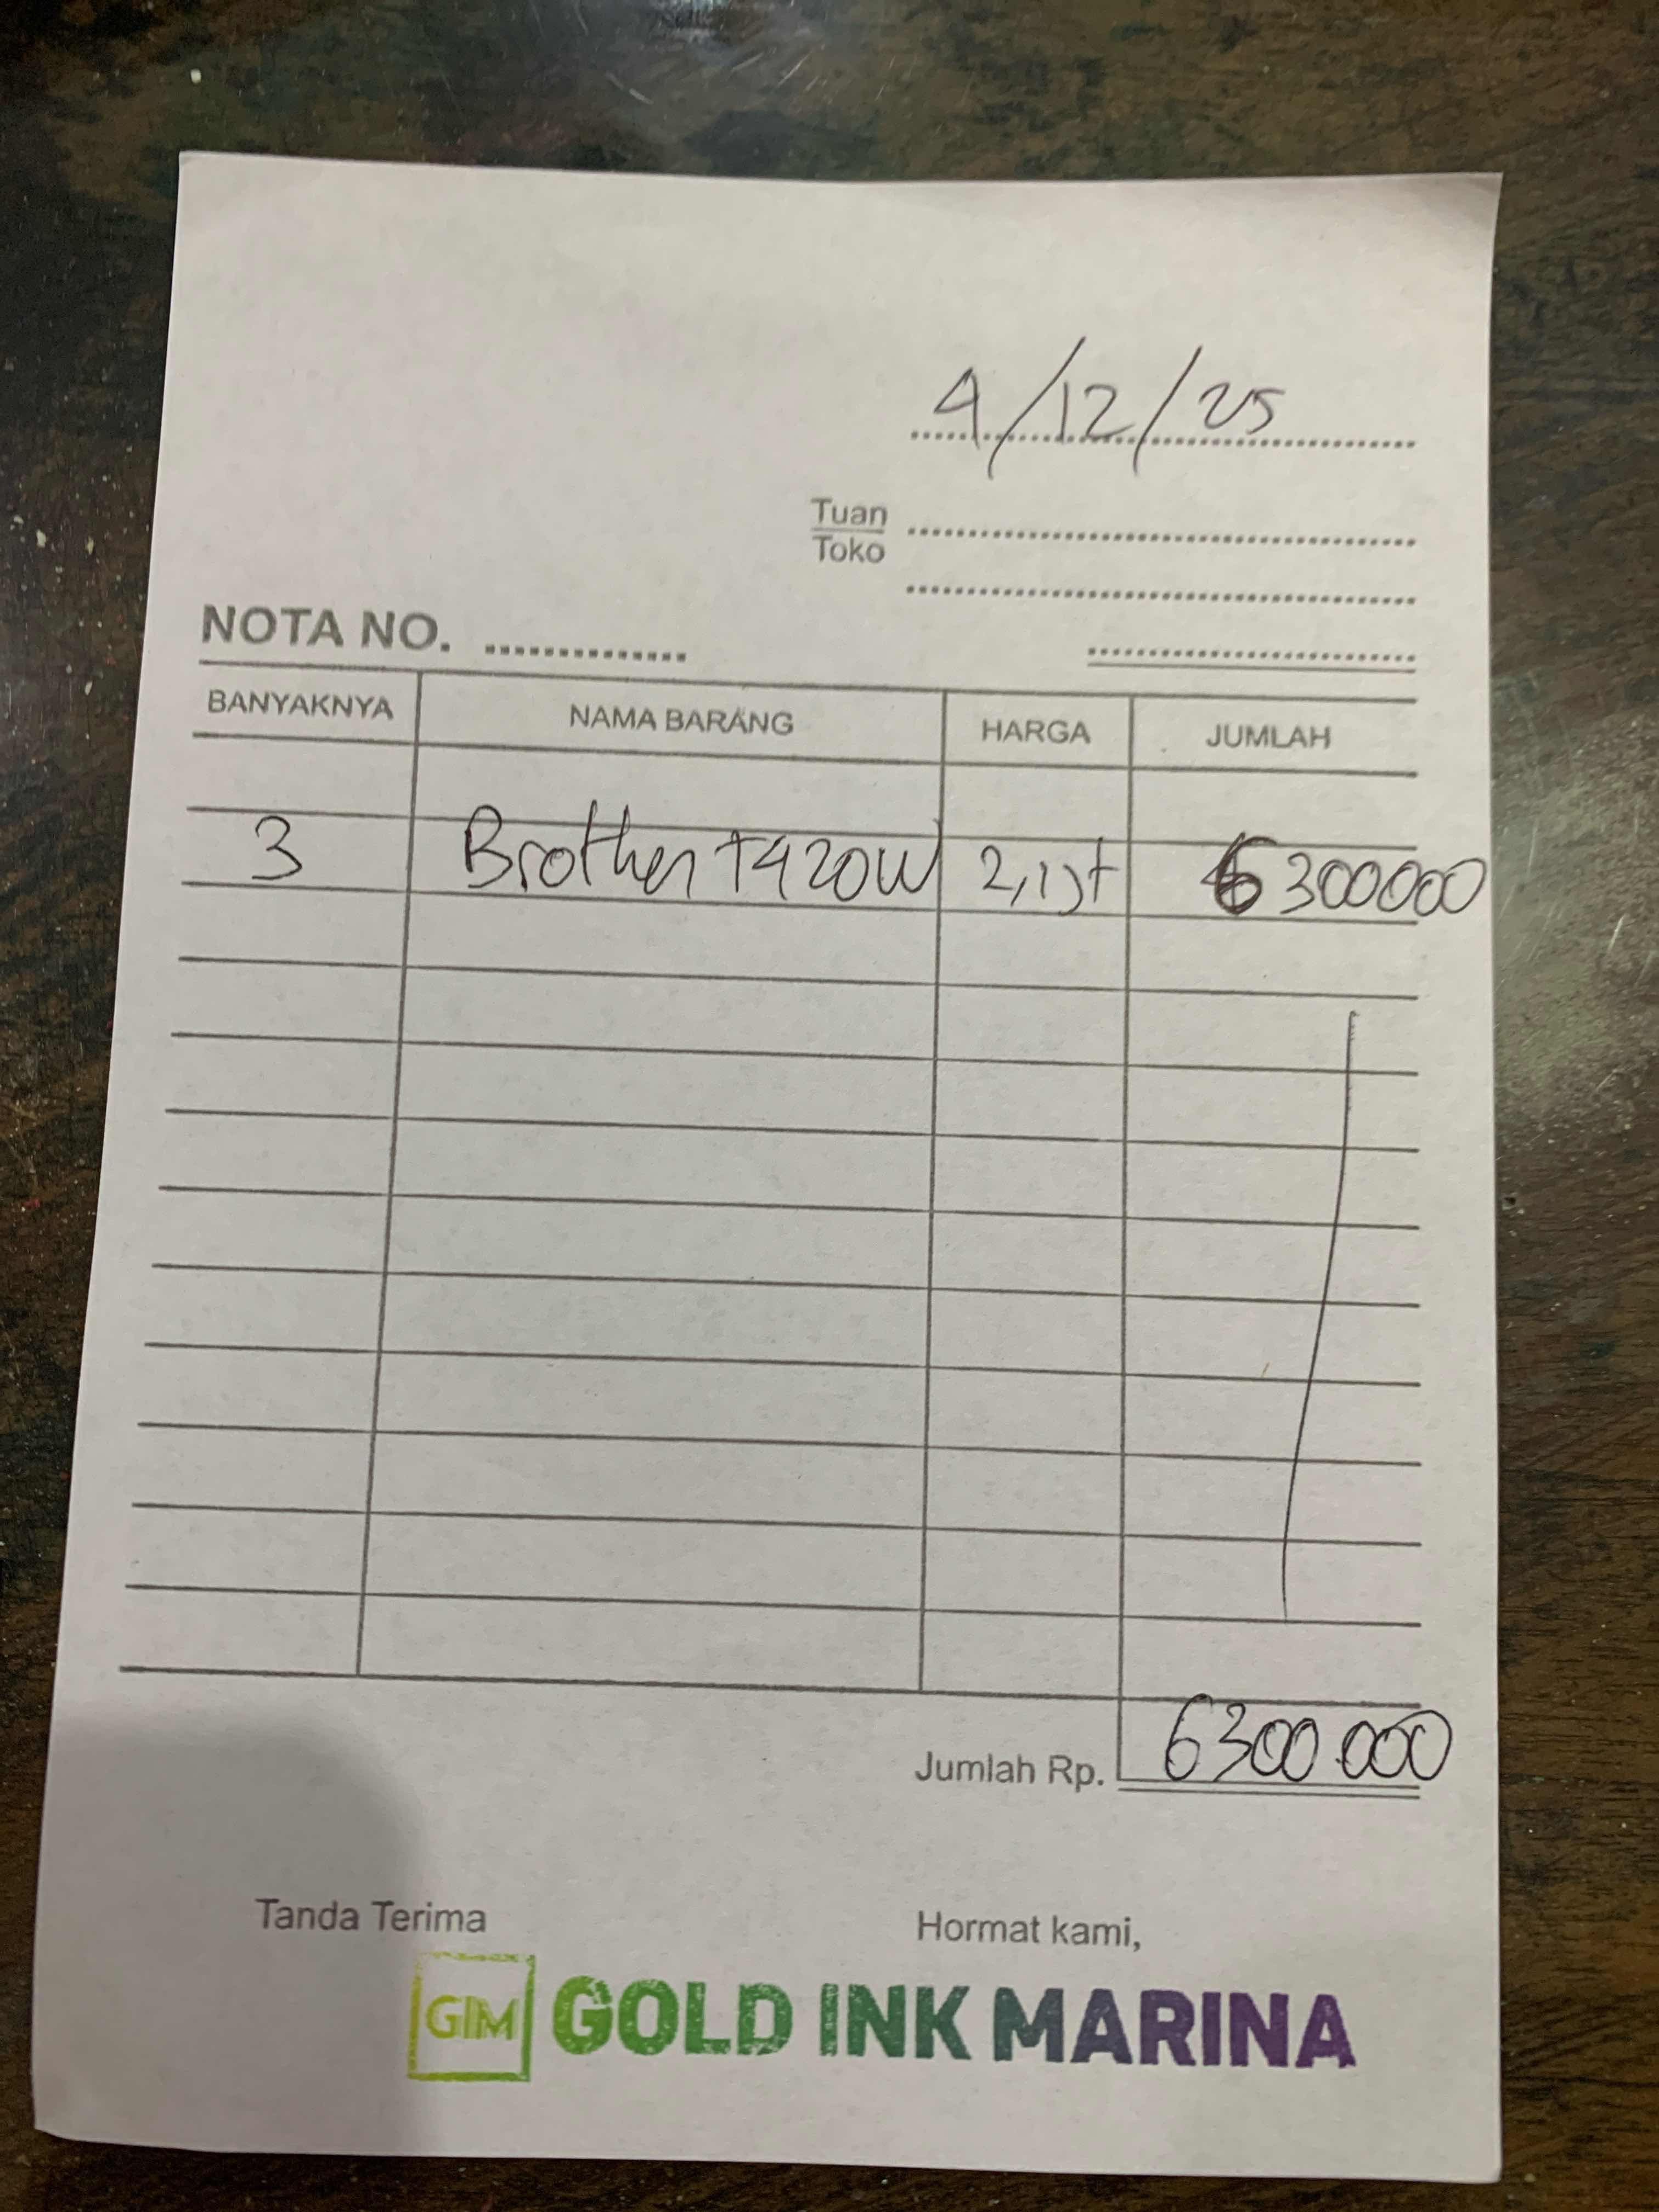 4/12/25
Tuan
Toko
NOTA NO.
BANYAKNYA NAMA BARANG HARGA JUMLAH
3 Brother T420W 2,1jt 6300000
Jumlah Rp. 6300.000
Tanda Terima Hormat kami,
GIM GOLD INK MARINA